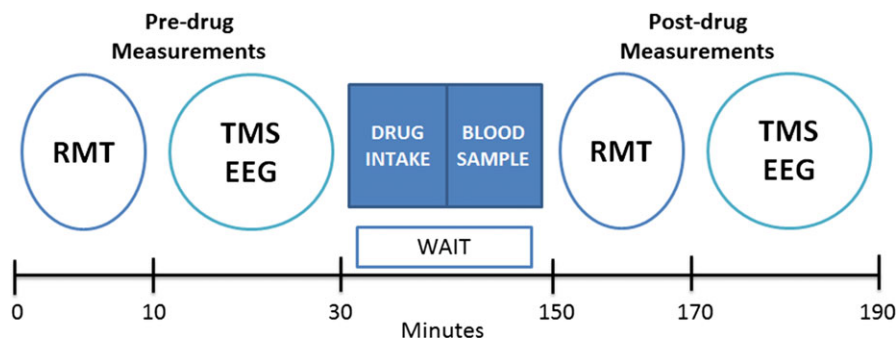 Pre-drug
Measurements
Post-drug
Measurements
RMT
TMS
EEG
DRUG
INTAKE
BLOOD
SAMPLE
RMT
TMS
EEG
WAIT
0 10 30 150 170 190
Minutes